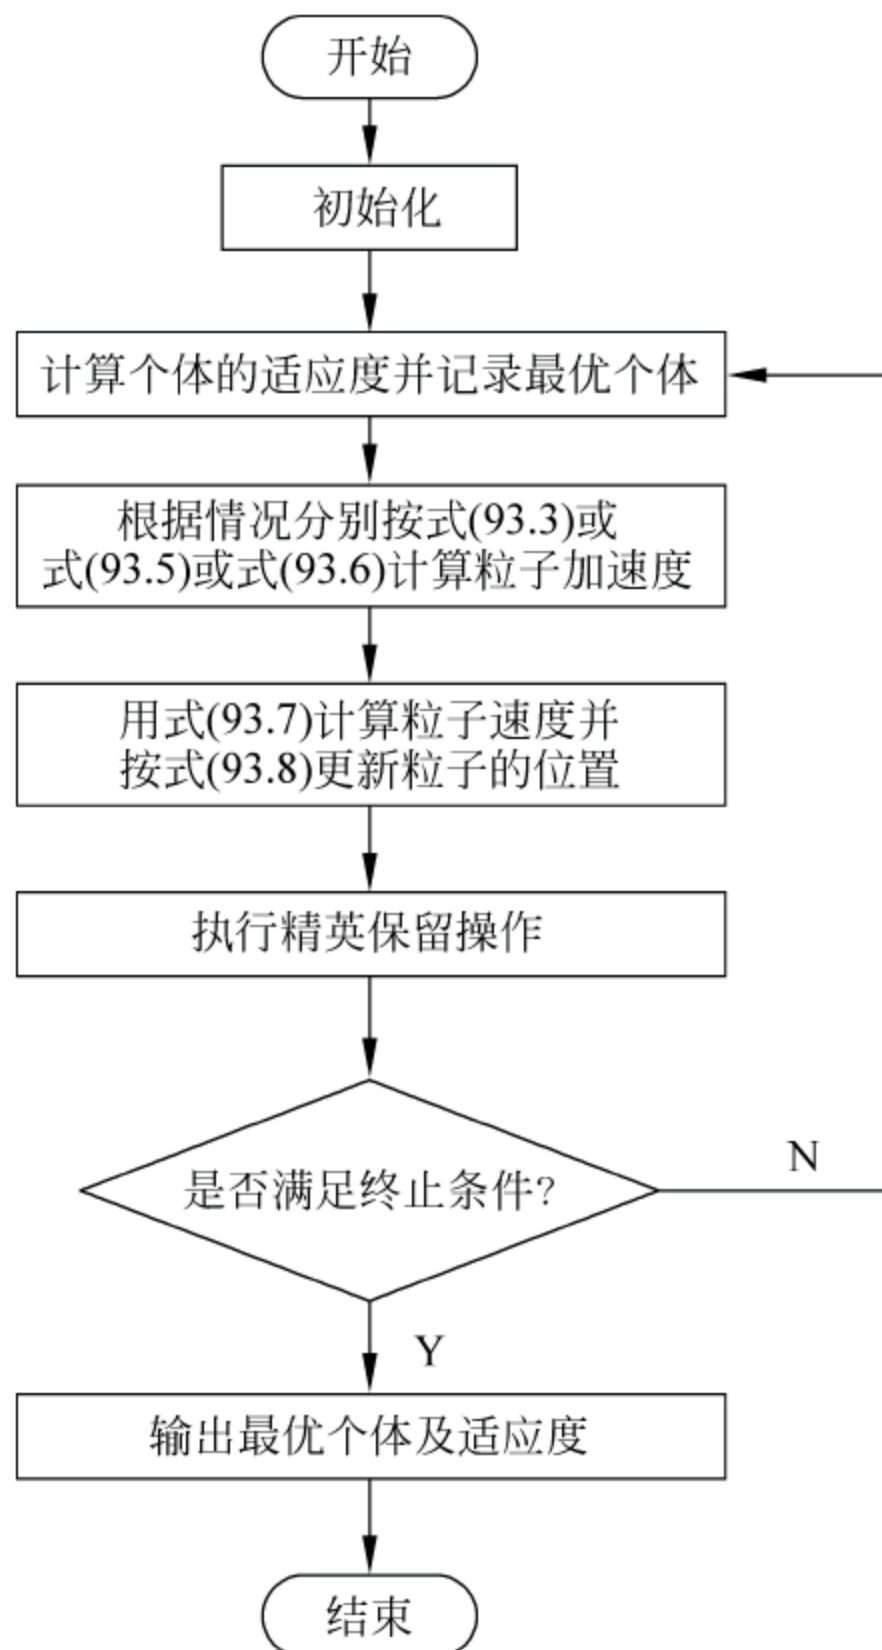 开始
初始化
计算个体的适应度并记录最优个体
根据情况分别按式(93.3)或
式(93.5)或式(93.6)计算粒子加速度
用式(93.7)计算粒子速度并
按式(93.8)更新粒子的位置
执行精英保留操作
是否满足终止条件?
N
Y
输出最优个体及适应度
结束